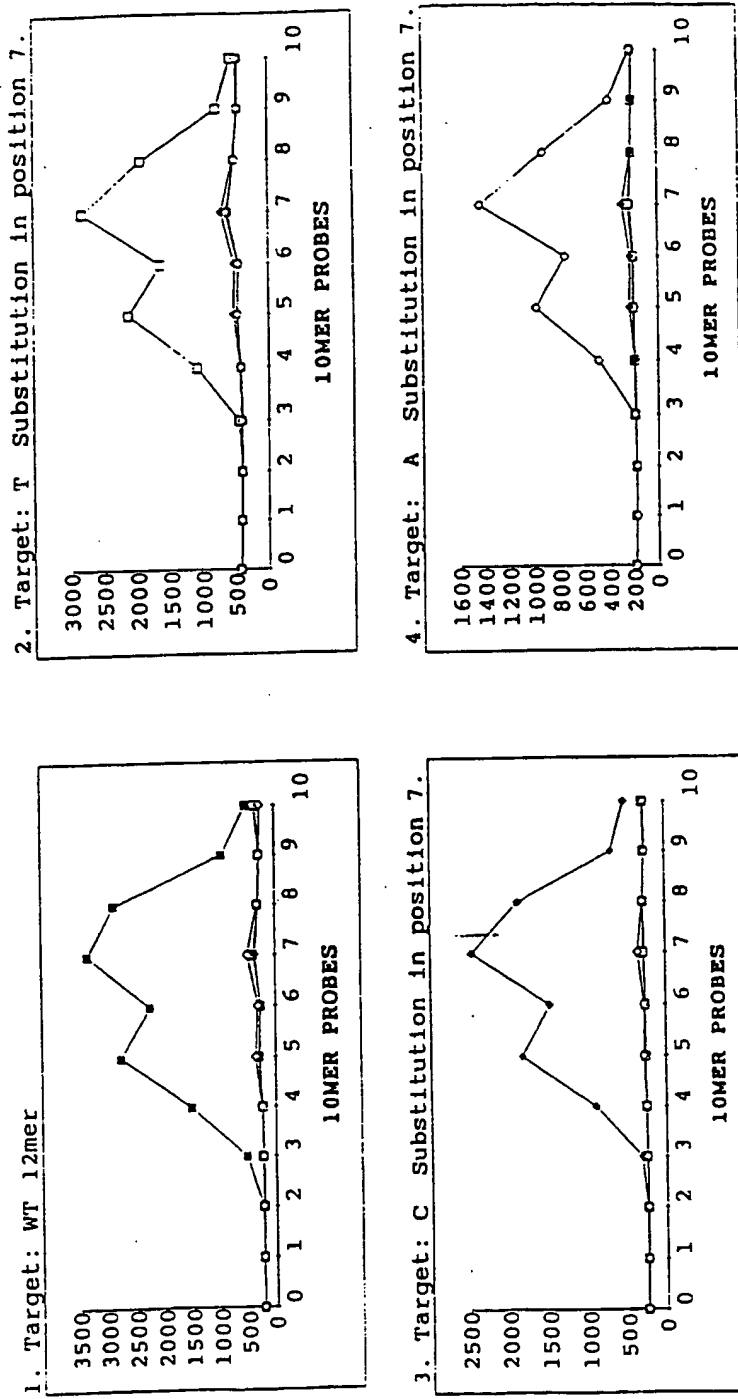 1. Target: WT 12mer
3500
3000
2500
2000
1500
1000
500
0
0 1 2 3 4 5 6 7 8 9 10
10MER PROBES
2. Target: T Substitution in position 7.
3000
2500
2000
1500
1000
500
0
0 1 2 3 4 5 6 7 8 9 10
10MER PROBES
3. Target: C Substitution in position 7.
2500
2000
1500
1000
500
0
0 1 2 3 4 5 6 7 8 9 10
10MER PROBES
4. Target: A Substitution in position 7.
1600
1400
1200
1000
800
600
400
200
0
0 1 2 3 4 5 6 7 8 9 10
10MER PROBES